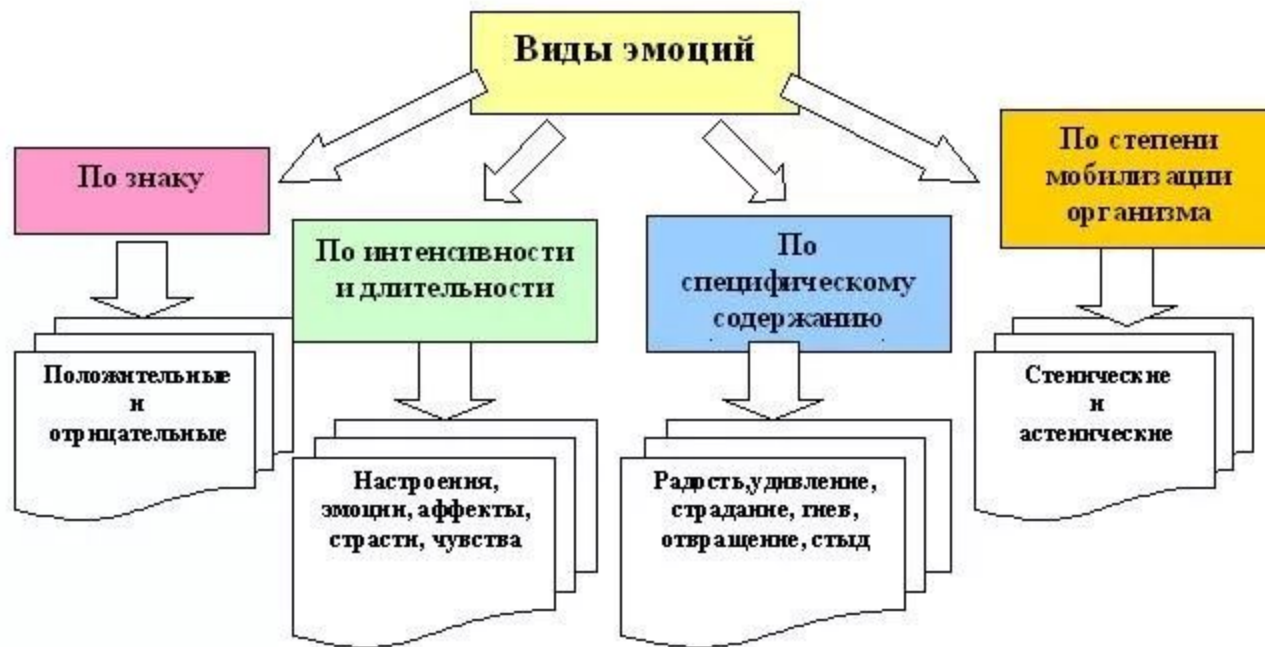 Виды эмоций
По знаку
По интенсивности
и длительности
По
специфическому
содержанию
По степени
мобилизации
организма
Положительные
и
отрицательные
Настроения,
эмоции, аффекты,
страсти, чувства
Радость,удивление,
страдание, гнев,
отвращение, стыд
Стенические
и
астенические